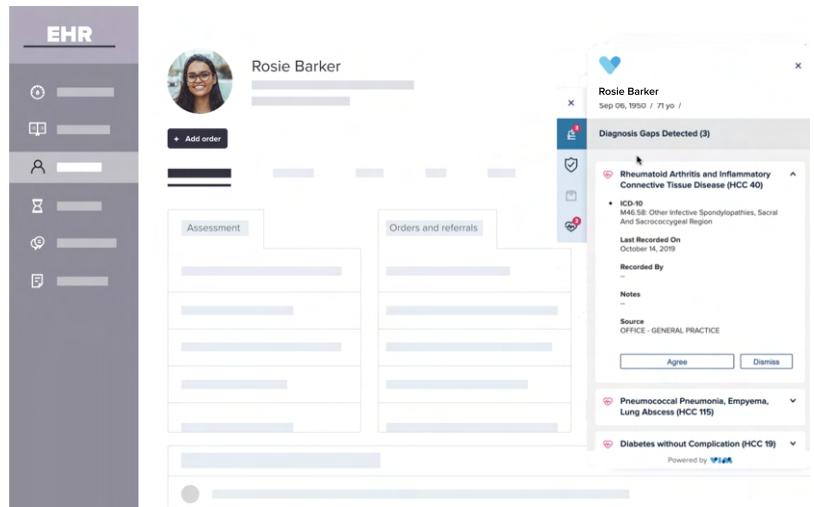 EHR
Rosie Barker
+ Add order
Assessment
Orders and referrals
3
2
Rosie Barker
Sep 06, 1950 / 71 yo /
Diagnosis Gaps Detected (3)
Rheumatoid Arthritis and Inflammatory
Connective Tissue Disease (HCC 40)
• ICD-10
M46.58: Other Infective Spondylopathies, Sacral
And Sacrococcygeal Region
Last Recorded On
October 14, 2019
Recorded By
--
Notes
--
Source
OFFICE - GENERAL PRACTICE
Agree
Dismiss
Pneumococcal Pneumonia, Empyema,
Lung Abscess (HCC 115)
Diabetes without Complication (HCC 19)
Powered by